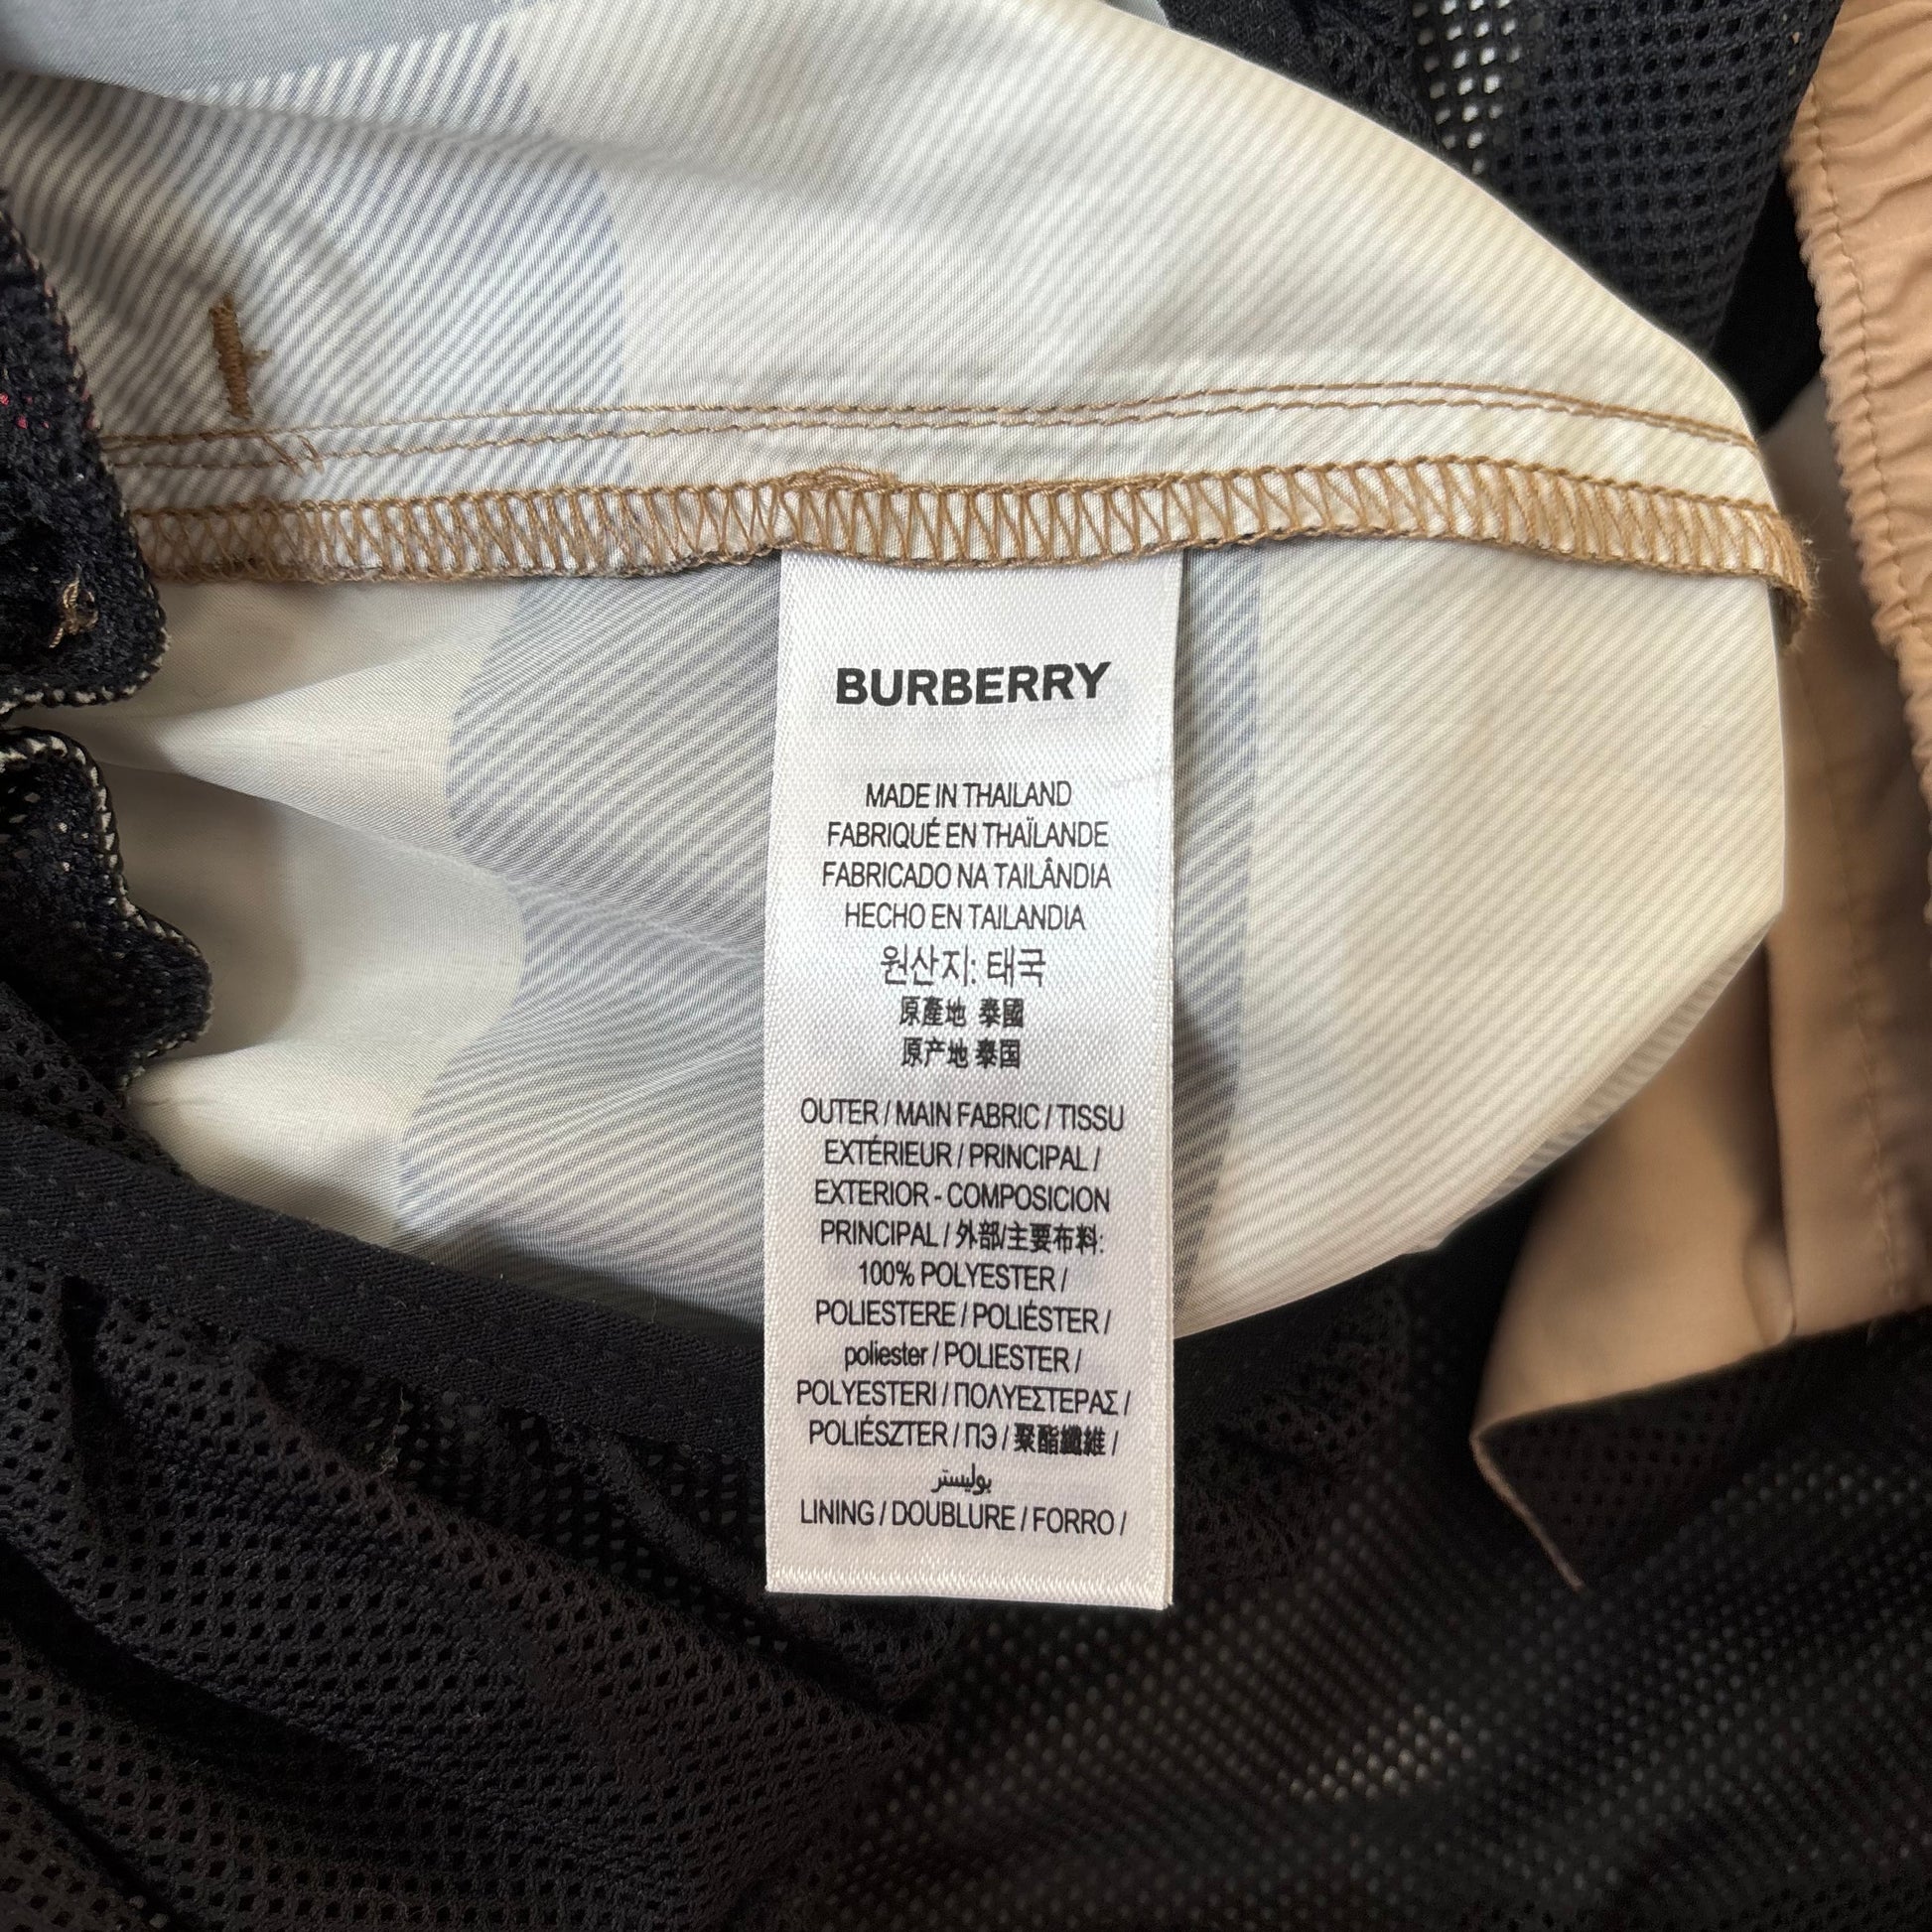 BURBERRY
MADE IN THAILAND
FABRIQUÉ EN THAÏLANDE
FABRICADO NA TAILÂNDIA
HECHO EN TAILANDIA
원산지: 태국
原產地 泰國
原产地 泰国
OUTER / MAIN FABRIC / TISSU
EXTÉRIEUR / PRINCIPAL /
EXTERIOR - COMPOSICION
PRINCIPAL / 外部/主要布料:
100% POLYESTER /
POLIESTERE / POLIÉSTER /
poliester / POLIESTER /
POLYESTERI / ΠΟΛΥΕΣΤΕΡΑΣ /
POLIÉSZTER / ПЭ / 聚酯纖維 /
بوليستر
LINING / DOUBLURE / FORRO /